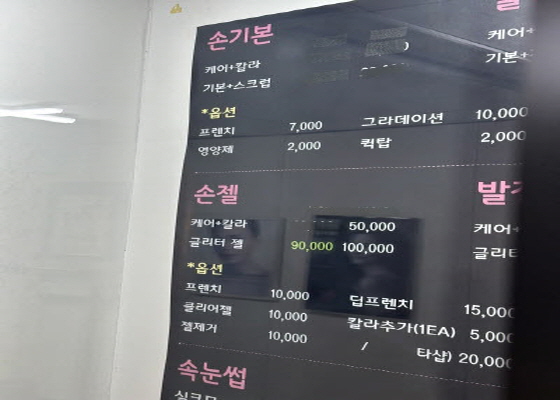 손기본
케어+칼라
기본+스크럽
*옵션
프렌치 7,000 그라데이션 10,000
영양제 2,000 퀵탑 2,000
케어+
기본+
손젤
케어+칼라 50,000
글리터 젤 90,000 100,000
*옵션
프렌치 10,000 딥프렌치 15,000
클리어젤 10,000 칼라추가(1EA) 5,000
젤제거 10,000 / 타샵) 20,000
발
케어+
글리터
속눈썹